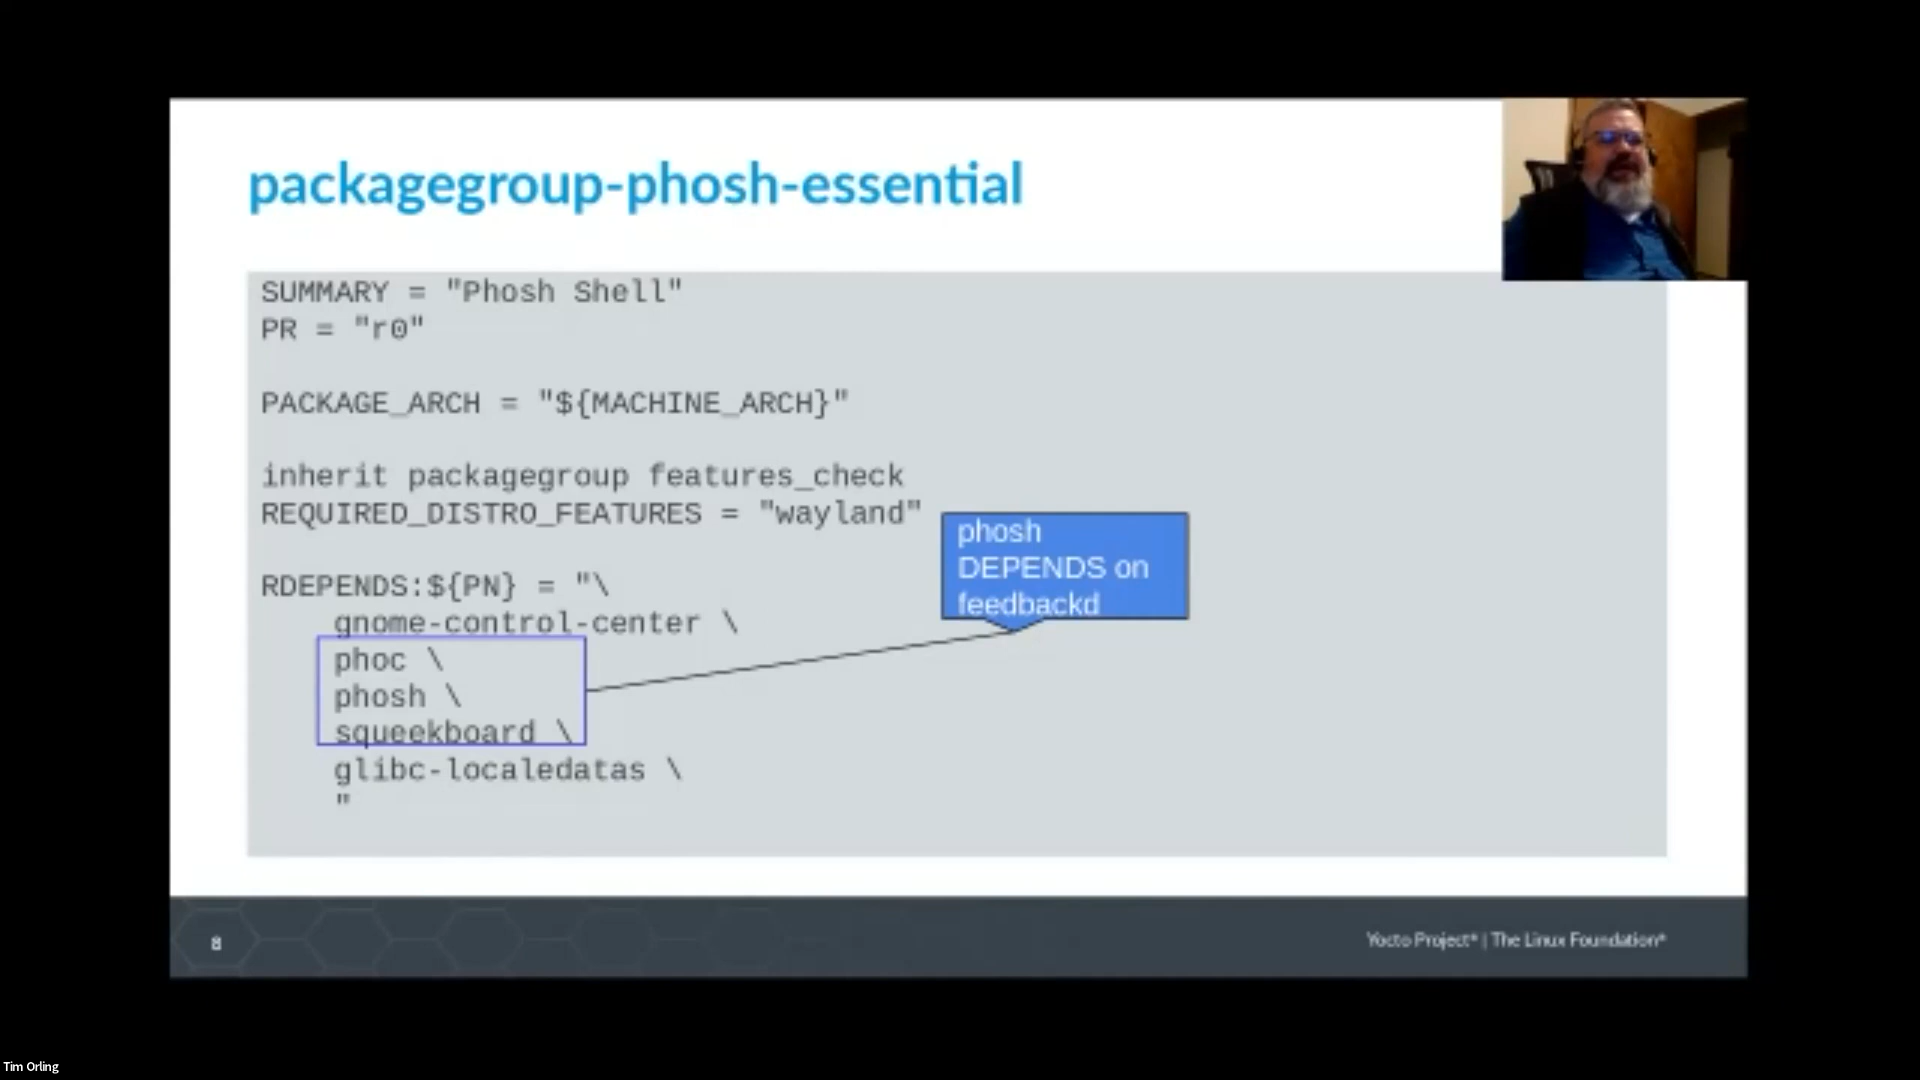 packagegroup-phosh-essential
SUMMARY = "Phosh Shell"
PR = "r0"
PACKAGE_ARCH = "${MACHINE_ARCH}"
inherit packagegroup features_check
REQUIRED_DISTRO_FEATURES = "wayland"
phosh
DEPENDS on
feedbackd
RDEPENDS:${PN} = "\
gnome-control-center \
phoc \
phosh \
squeekboard \
glibc-localedatas \
"
8
Yocto Project® | The Linux Foundation®
Tim Orling